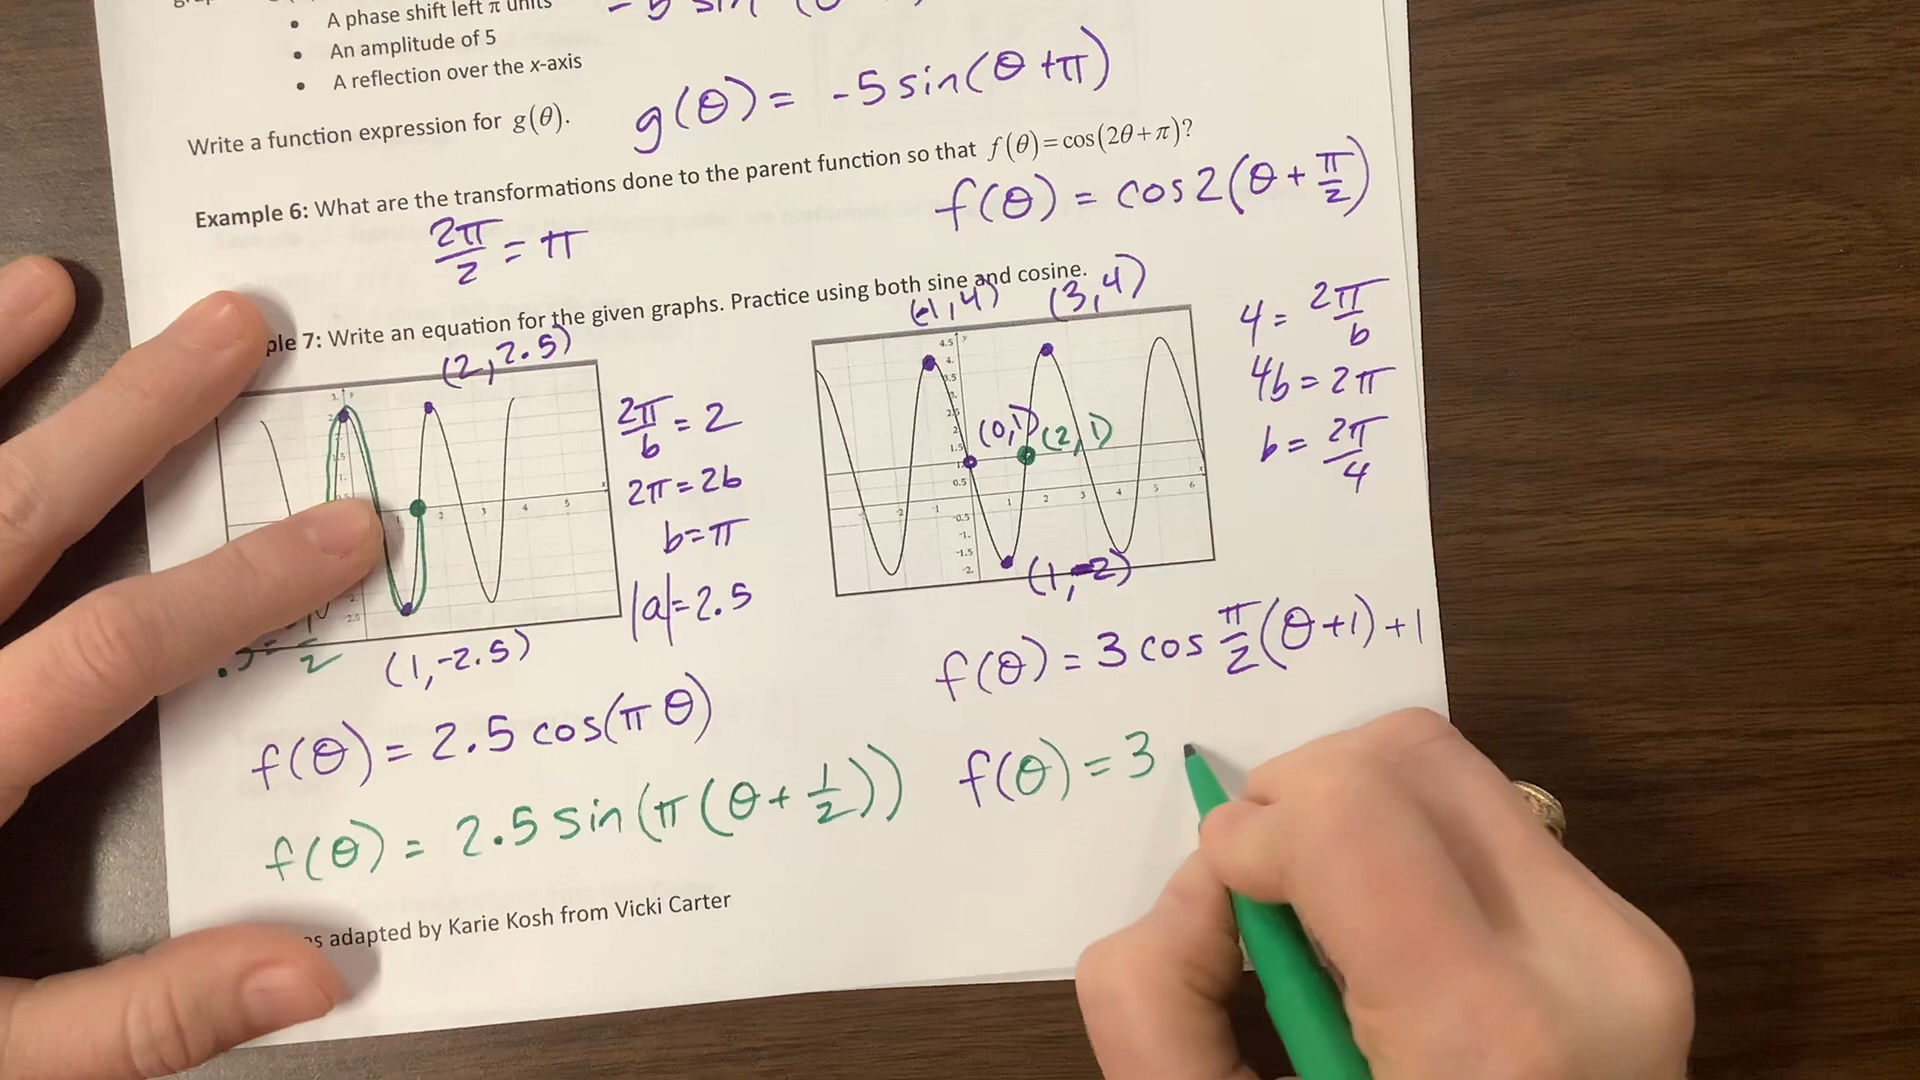 • A phase shift left π units
• An amplitude of 5
• A reflection over the x-axis
Write a function expression for g(θ).
g(θ) = -5 sin(θ+π)
Example 6: What are the transformations done to the parent function so that f(θ)=cos(2θ+π)?
2π/2 = π
f(θ) = cos2(θ + π/2)
ple 7: Write an equation for the given graphs. Practice using both sine and cosine.
(2, 2.5)
2π/b = 2
2π = 2b
b = π
|a| = 2.5
(1, -2.5)
f(θ) = 2.5 cos(π θ)
f(θ) = 2.5 sin(π(θ + 1/2))
(-1, 4)
(3, 4)
(0, 1)
(2, 1)
(1, -2)
4 = 2π/b
4b = 2π
b = 2π/4
f(θ) = 3 cos π/2 (θ+1) + 1
f(θ) = 3
adapted by Karie Kosh from Vicki Carter